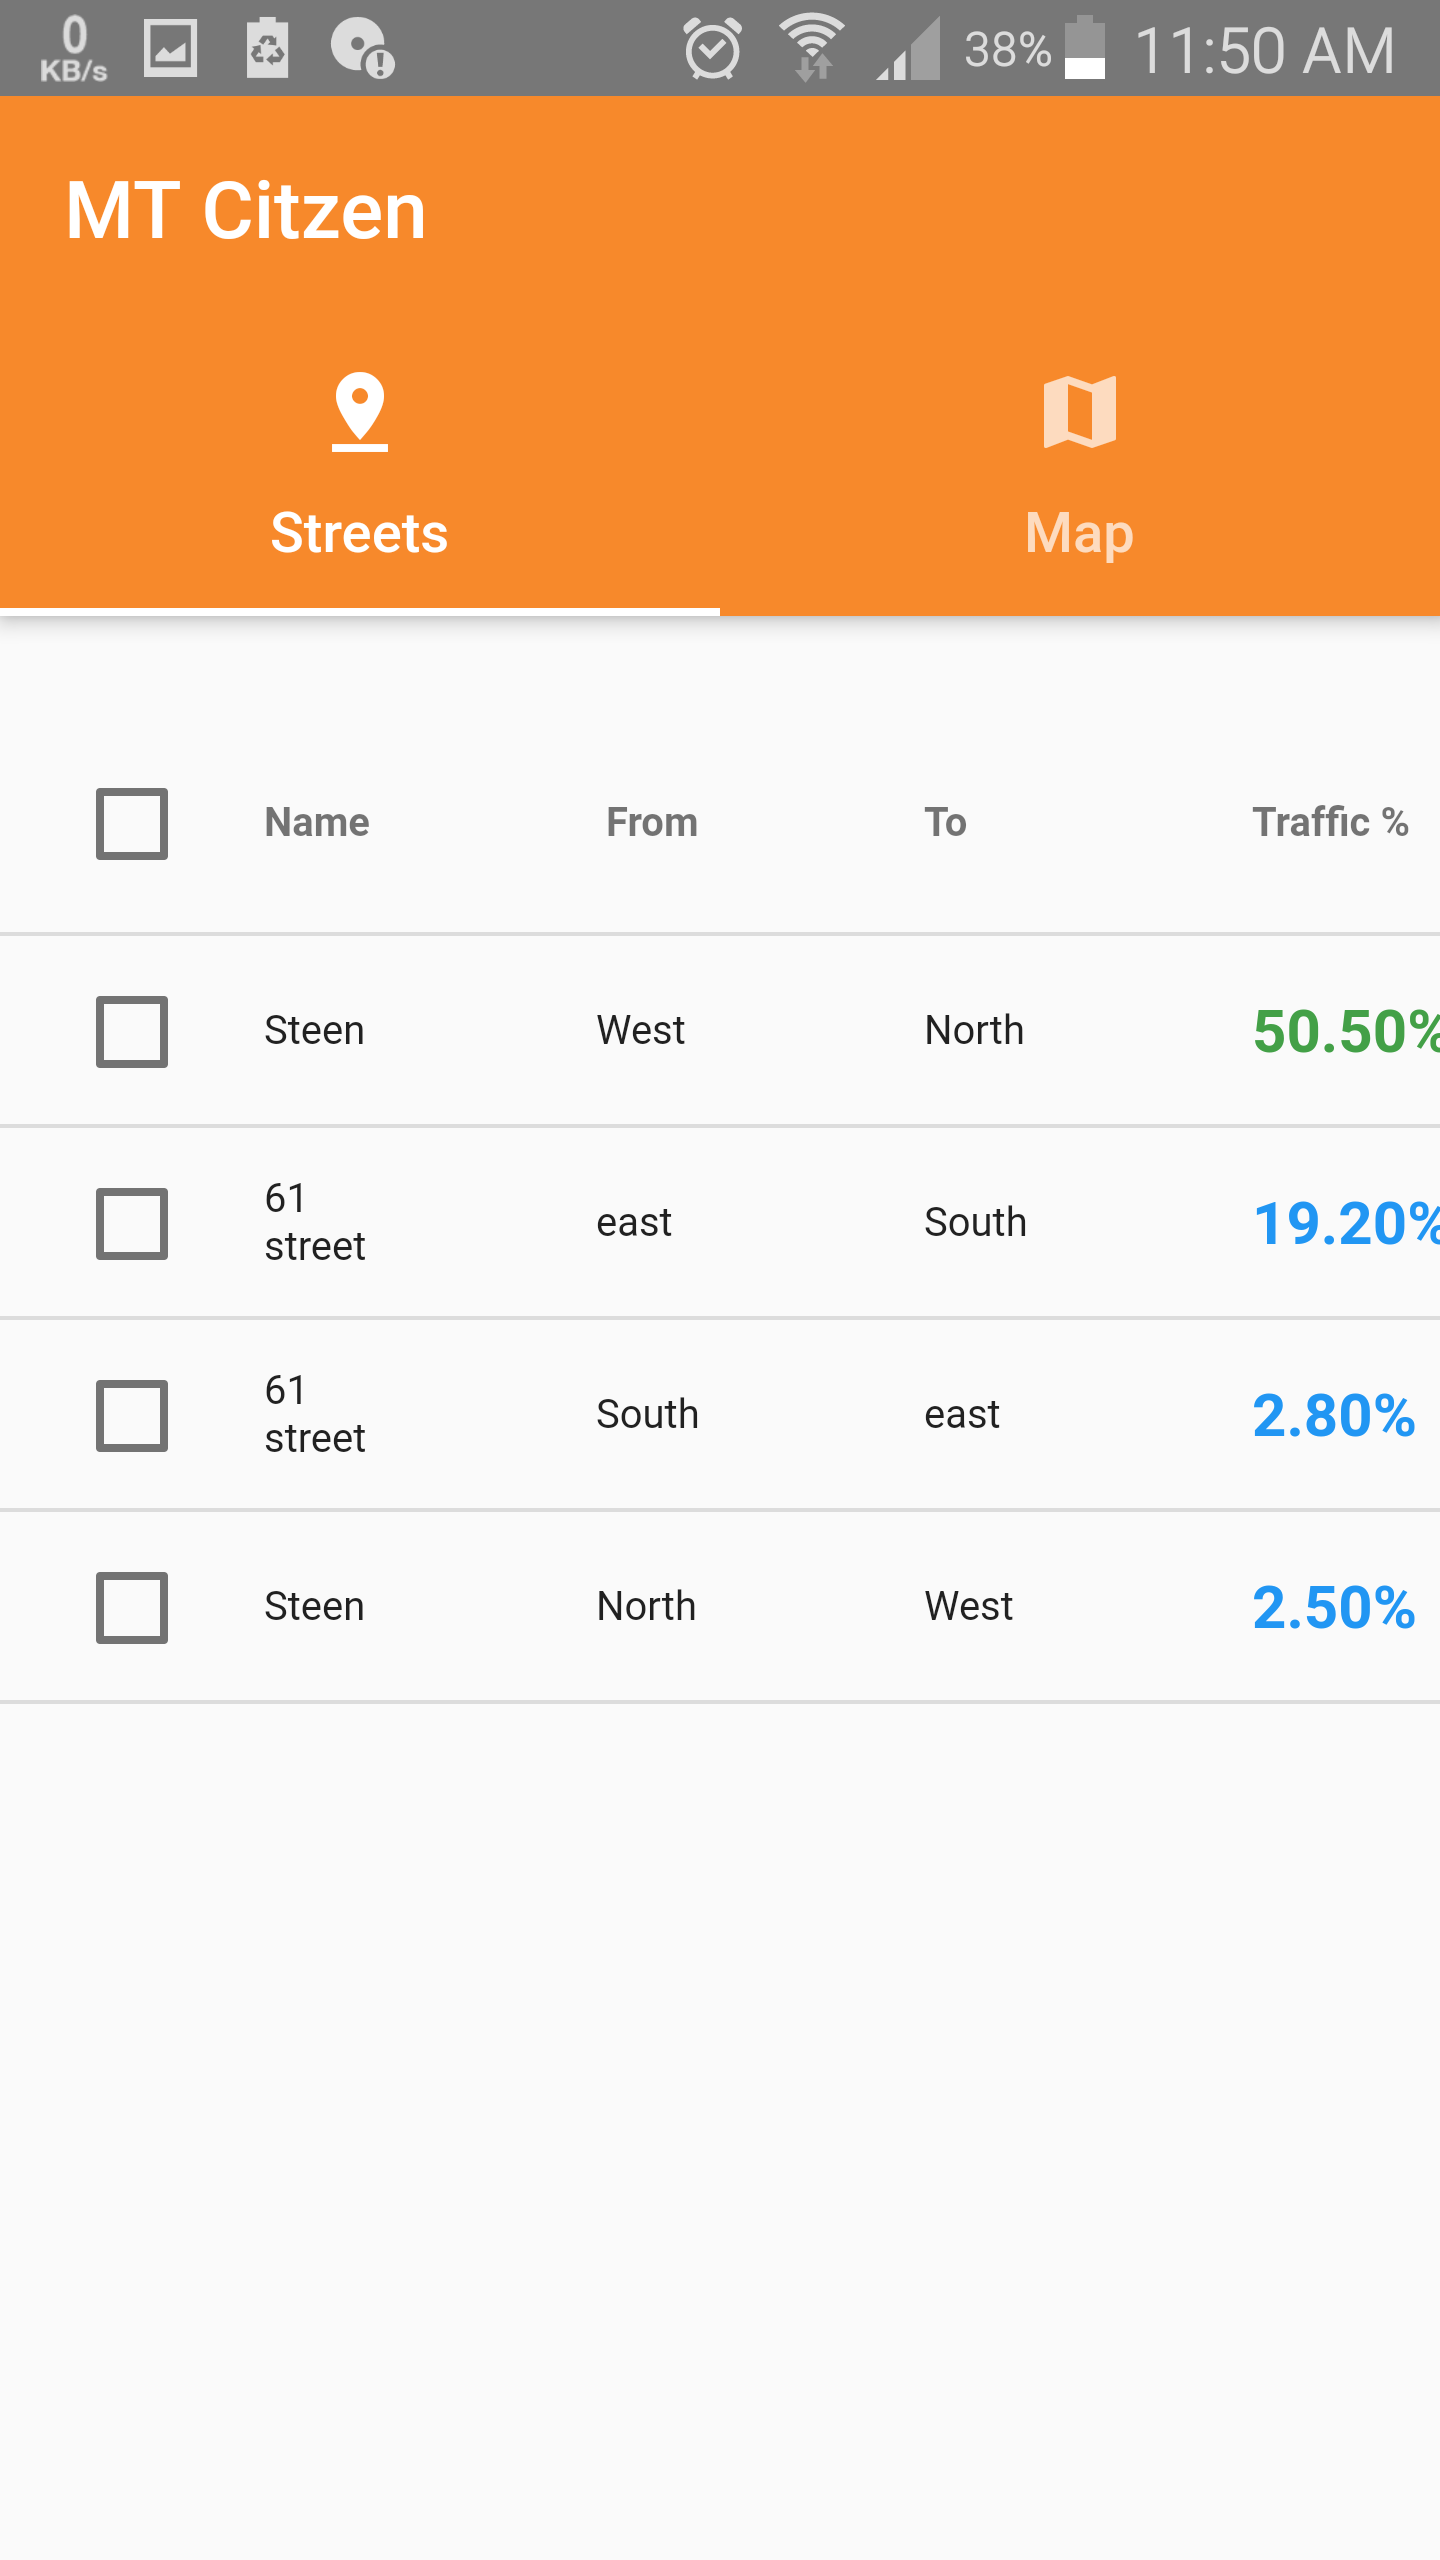 0
KB/s
38% 11:50 AM
MT Citzen
Streets Map
Name From To Traffic %
Steen West North 50.50%
61
street east South 19.20%
61
street South east 2.80%
Steen North West 2.50%